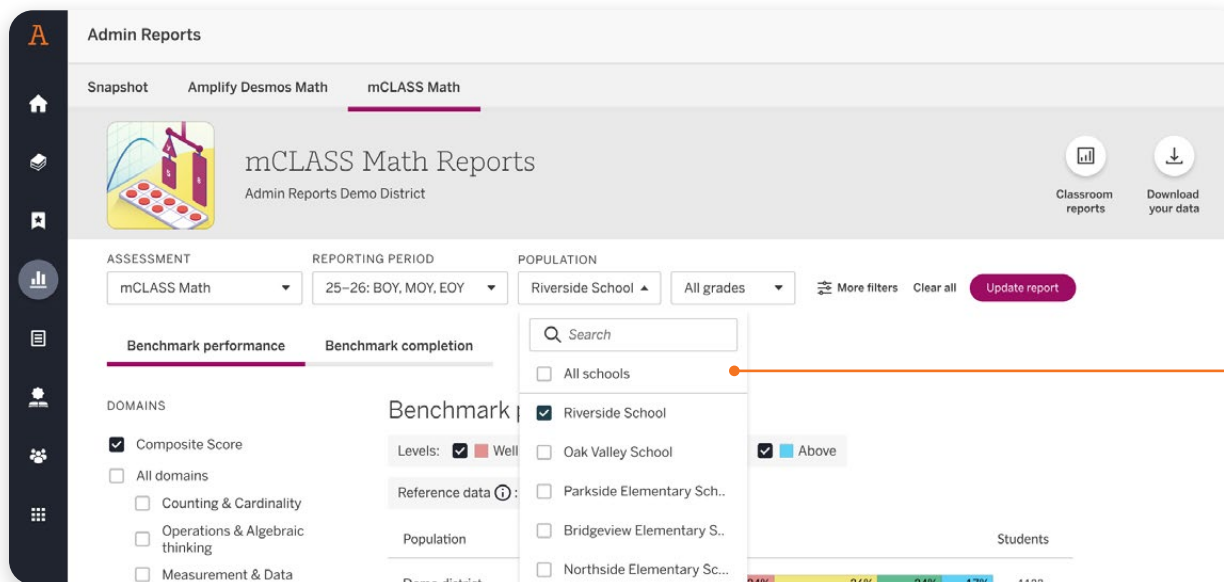 A
Admin Reports
Snapshot Amplify Desmos Math mCLASS Math
mCLASS Math Reports
Admin Reports Demo District
Classroom reports
Download your data
ASSESSMENT REPORTING PERIOD POPULATION
mCLASS Math 25–26: BOY, MOY, EOY Riverside School All grades More filters Clear all Update report
Search
Benchmark performance Benchmark completion
All schools
DOMAINS
Benchmark p
Riverside School
Composite Score
Levels: Well
Oak Valley School
Above
All domains
Counting & Cardinality
Reference data :
Parkside Elementary Sch..
Operations & Algebraic
thinking
Population
Bridgeview Elementary S..
Students
Measurement & Data
Northside Elementary Sc...